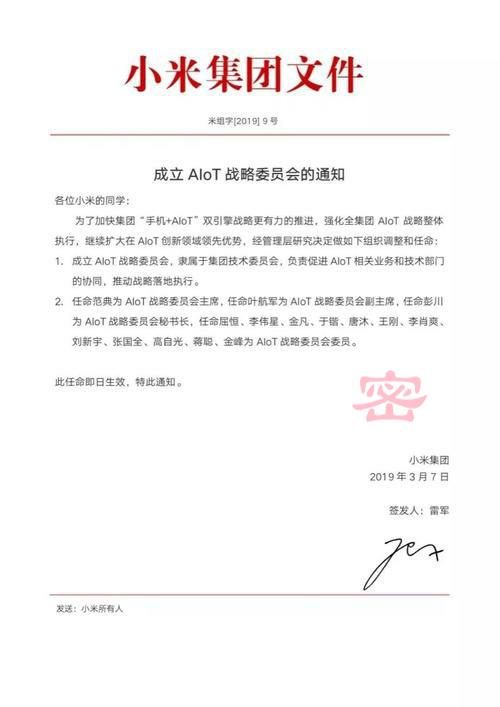 小米集团文件
米组字[2019] 9 号
成立 AIoT 战略委员会的通知
各位小米的同学：
为了加快集团“手机+AIoT”双引擎战略更有力的推进，强化全集团 AIoT 战略整体
执行，继续扩大在 AIoT 创新领域领先优势，经管理层研究决定做如下组织调整和任命：
1. 成立 AIoT 战略委员会，隶属于集团技术委员会，负责促进 AIoT 相关业务和技术部门
的协同，推动战略落地执行。
2. 任命范典为 AIoT 战略委员会主席，任命叶航军为 AIoT 战略委员会副主席，任命彭川
为 AIoT 战略委员会秘书长，任命屈恒、李伟星、金凡、于锴、唐沐、王刚、李肖爽、
刘新宇、张国全、高自光、蒋聪、金峰为 AIoT 战略委员会委员。
此任命即日生效，特此通知。
密
小米集团
2019 年 3 月 7 日
签发人：雷军
发送：小米所有人